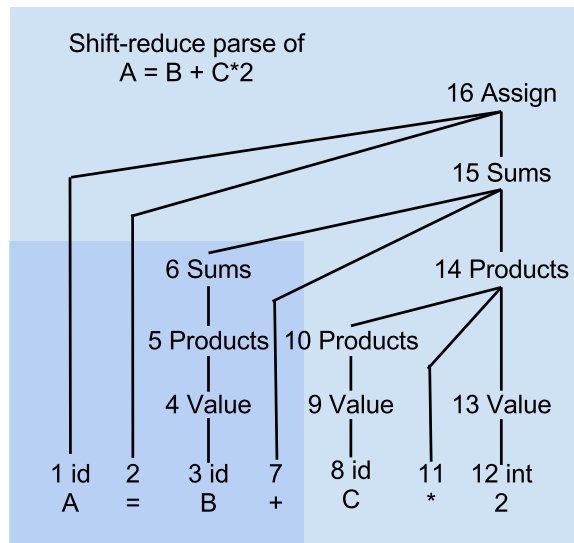 Shift-reduce parse of
A = B + C*2
16 Assign
15 Sums
6 Sums 14 Products
5 Products 10 Products
4 Value 9 Value 13 Value
1 id 2 3 id 7 8 id 11 12 int
A = B + C * 2